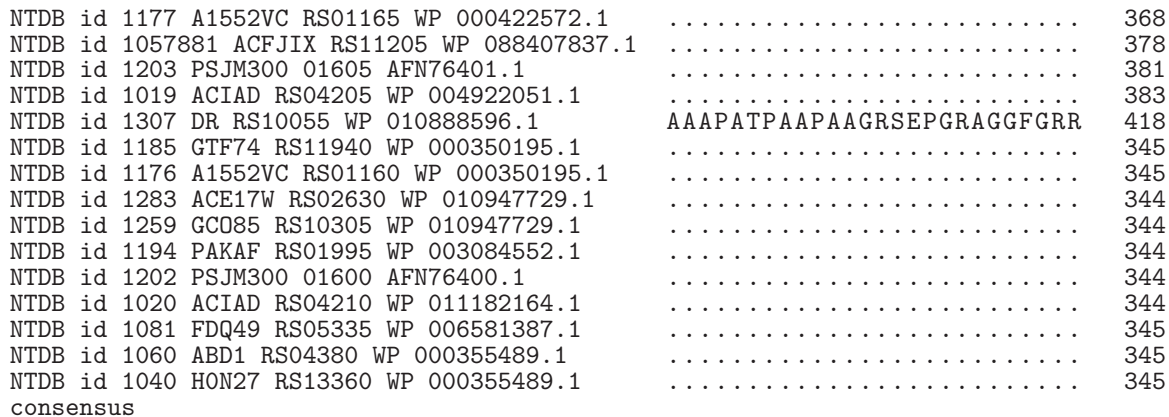 NTDB id 1177 A1552VC RS01165 WP 000422572.1 . . . . . . . . . . . . . . . . . . . . . . . . . . 368
NTDB id 1057881 ACFJIX RS11205 WP 088407837.1 . . . . . . . . . . . . . . . . . . . . . . . . . . 378
NTDB id 1203 PSJM300 01605 AFN76401.1 . . . . . . . . . . . . . . . . . . . . . . . . . . 381
NTDB id 1019 ACIAD RS04205 WP 004922051.1 . . . . . . . . . . . . . . . . . . . . . . . . . . 383
NTDB id 1307 DR RS10055 WP 010888596.1 AAAPATPAAPAAGRSEPGRAGGFGRR 418
NTDB id 1185 GTF74 RS11940 WP 000350195.1 . . . . . . . . . . . . . . . . . . . . . . . . . . 345
NTDB id 1176 A1552VC RS01160 WP 000350195.1 . . . . . . . . . . . . . . . . . . . . . . . . . . 345
NTDB id 1283 ACE17W RS02630 WP 010947729.1 . . . . . . . . . . . . . . . . . . . . . . . . . . 344
NTDB id 1259 GCO85 RS10305 WP 010947729.1 . . . . . . . . . . . . . . . . . . . . . . . . . . 344
NTDB id 1194 PAKAF RS01995 WP 003084552.1 . . . . . . . . . . . . . . . . . . . . . . . . . . 344
NTDB id 1202 PSJM300 01600 AFN76400.1 . . . . . . . . . . . . . . . . . . . . . . . . . . 344
NTDB id 1020 ACIAD RS04210 WP 011182164.1 . . . . . . . . . . . . . . . . . . . . . . . . . . 344
NTDB id 1081 FDQ49 RS05335 WP 006581387.1 . . . . . . . . . . . . . . . . . . . . . . . . . . 345
NTDB id 1060 ABD1 RS04380 WP 000355489.1 . . . . . . . . . . . . . . . . . . . . . . . . . . 345
NTDB id 1040 H0N27 RS13360 WP 000355489.1 . . . . . . . . . . . . . . . . . . . . . . . . . . 345
consensus